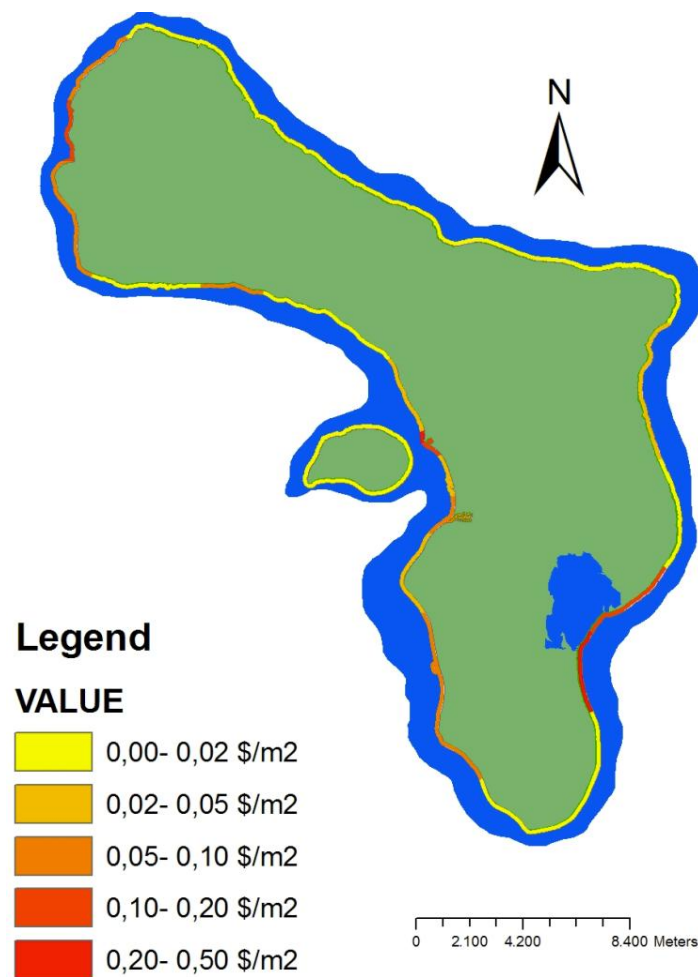 N
Legend
VALUE
0,00- 0,02 $/m2
0,02- 0,05 $/m2
0,05- 0,10 $/m2
0,10- 0,20 $/m2
0,20- 0,50 $/m2
0 2.100 4.200 8.400 Meters